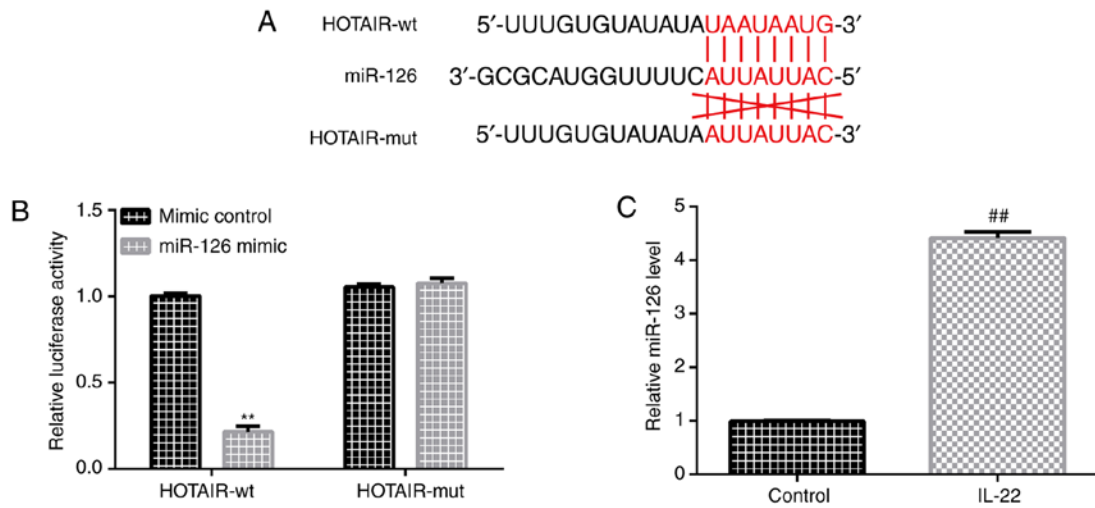 A
HOTAIR-wt 5′-UUUGUGUAUAUAUAAUAAUG-3′
miR-126 3′-GCGCAUGGUUUUCAUUAUUAC-5′
HOTAIR-mut 5′-UUUGUGUAUAUAAUUAUUAC-3′
B
Relative luciferase activity
1.5
1.0
0.5
0.0
Mimic control
miR-126 mimic
**
HOTAIR-wt HOTAIR-mut
C
Relative miR-126 level
5
4
3
2
1
0
##
Control IL-22